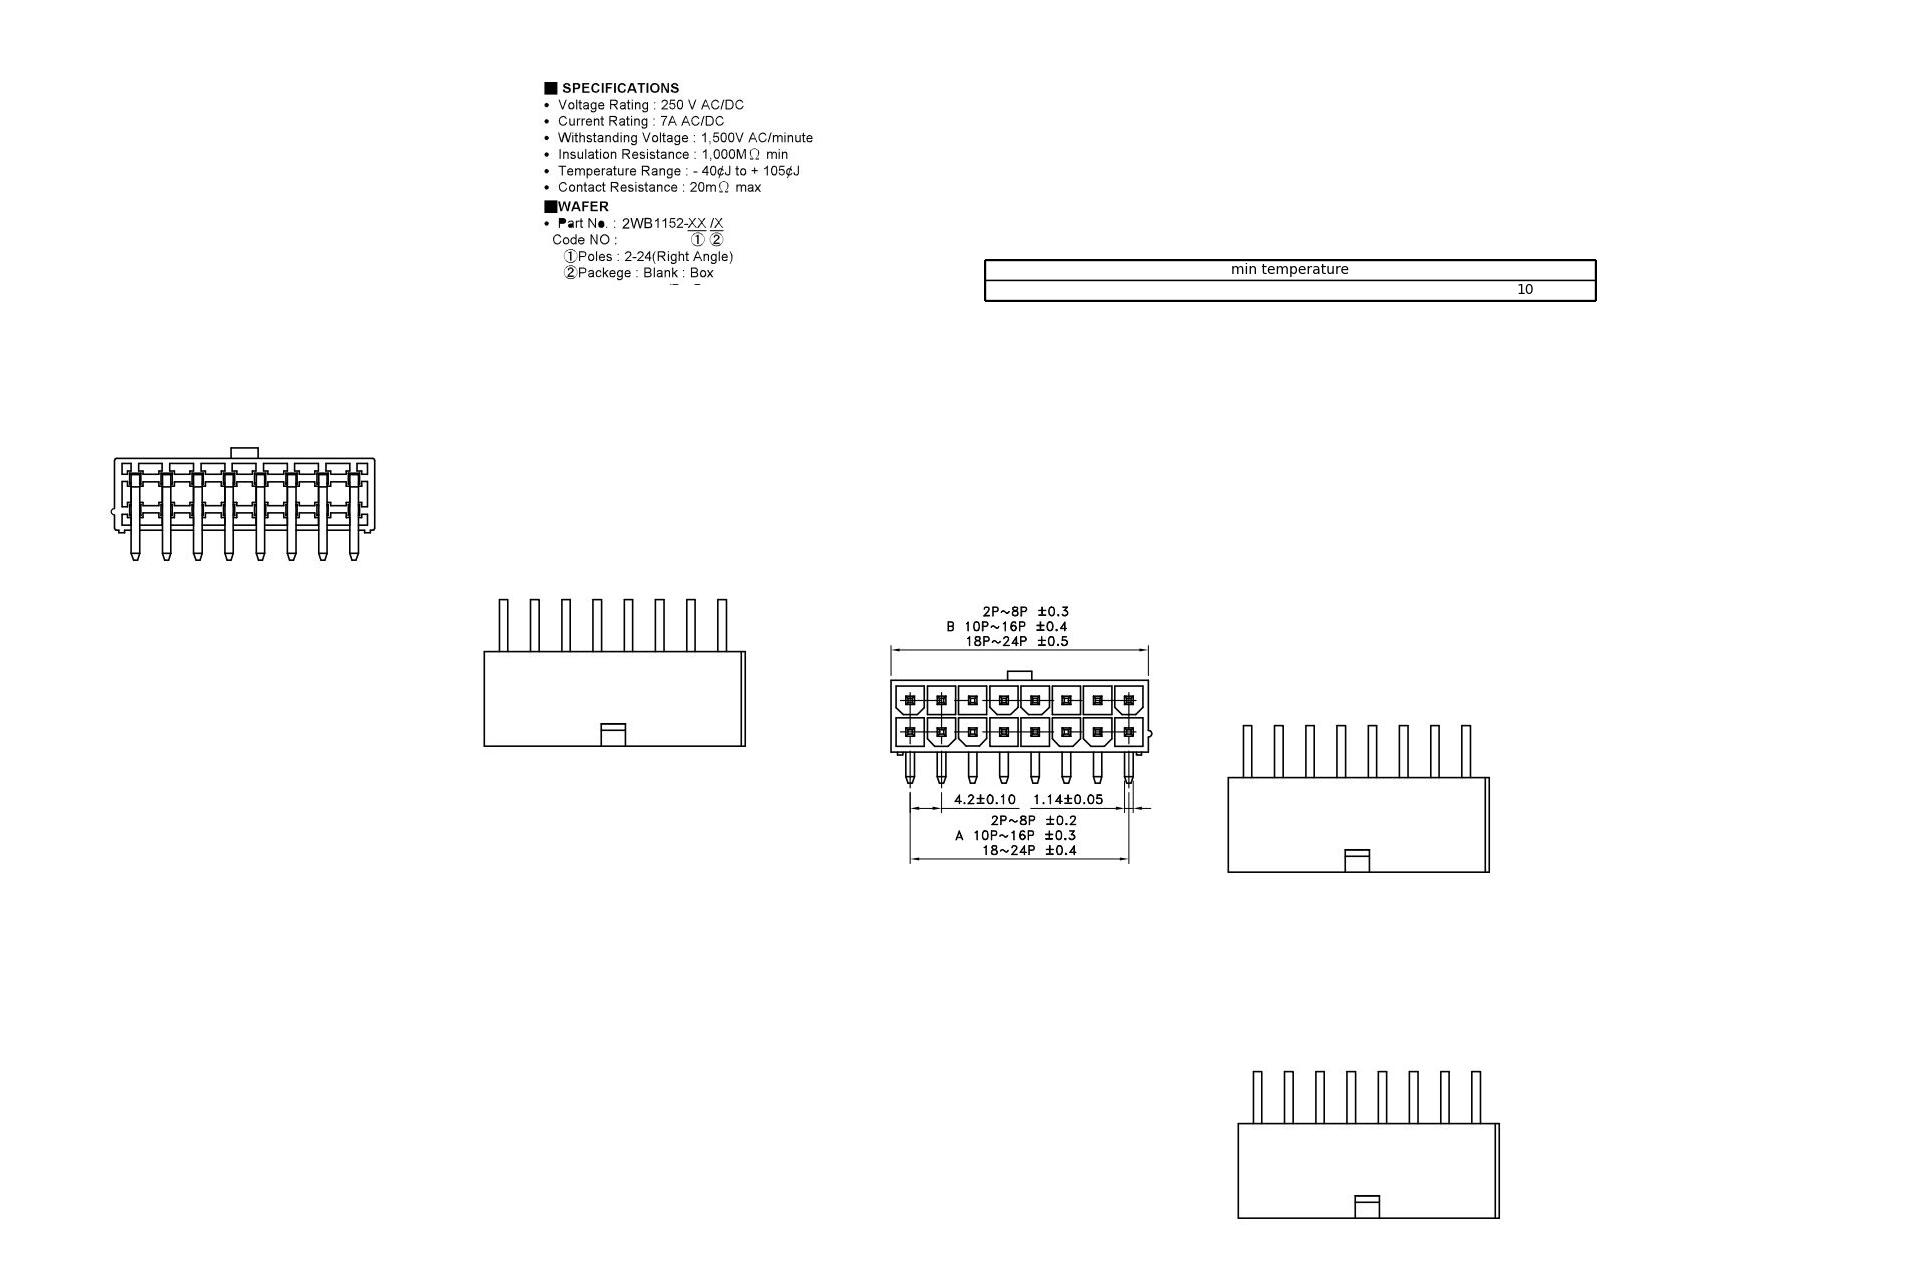 ■ SPECIFICATIONS
• Voltage Rating : 250 V AC/DC
• Current Rating : 7A AC/DC
• Withstanding Voltage : 1,500V AC/minute
• Insulation Resistance : 1,000MΩ min
• Temperature Range : - 40¢J to + 105¢J
• Contact Resistance : 20mΩ max
■WAFER
• Part No. : 2WB1152-XX /X
Code NO : ① ②
①Poles : 2-24(Right Angle)
②Packege : Blank : Box
min temperature
10
2P~8P ±0.3
B 10P~16P ±0.4
18P~24P ±0.5
4.2±0.10 1.14±0.05
2P~8P ±0.2
A 10P~16P ±0.3
18~24P ±0.4